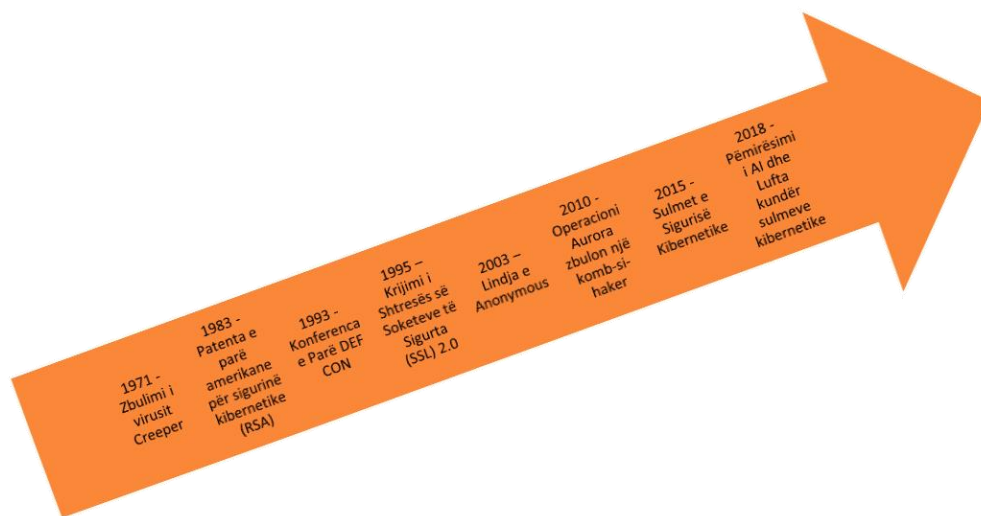 1971 -
Zbulimi i
virusit
Creeper
1983 -
Patenta e
parë
amerikane
për sigurinë
kibernetike
(RSA)
1993 -
Konferenca
e Parë DEF
CON
1995 –
Krijimi i
Shtresës së
Soketeve të
Sigurta
(SSL) 2.0
2003 –
Lindja e
Anonymous
2010 -
Operacioni
Aurora
zbulon një
komb-si-
haker
2015 -
Sulmet e
Sigurisë
Kibernetike
2018 -
Pëmirësimi
i AI dhe
Lufta
kundër
sulmeve
kibernetike